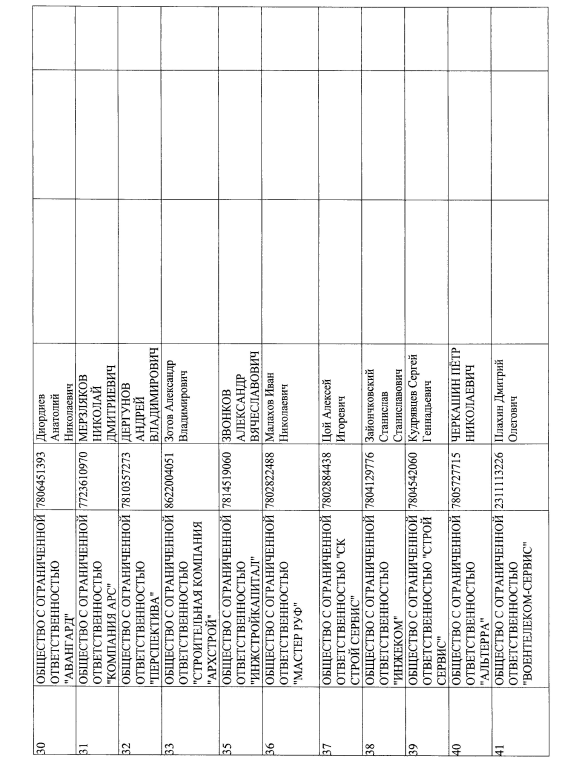 30
ОБЩЕСТВО С ОГРАНИЧЕННОЙ
ОТВЕТСТВЕННОСТЬЮ
"АВАНГАРД"
7806451393
Диордиев
Анатолий
Николаевич
31
ОБЩЕСТВО С ОГРАНИЧЕННОЙ
ОТВЕТСТВЕННОСТЬЮ
"КОМПАНИЯ АРС"
7723610970
МЕРЗЛЯКОВ
НИКОЛАЙ
ДМИТРИЕВИЧ
32
ОБЩЕСТВО С ОГРАНИЧЕННОЙ
ОТВЕТСТВЕННОСТЬЮ
"ПЕРСПЕКТИВА"
7810357273
ДЕРГУНОВ
АНДРЕЙ
ВЛАДИМИРОВИЧ
33
ОБЩЕСТВО С ОГРАНИЧЕННОЙ
ОТВЕТСТВЕННОСТЬЮ
"СТРОИТЕЛЬНАЯ КОМПАНИЯ
"АРХСТРОЙ"
8622004051
Зотов Александр
Владимирович
35
ОБЩЕСТВО С ОГРАНИЧЕННОЙ
ОТВЕТСТВЕННОСТЬЮ
"ИНЖСТРОЙКАПИТАЛ"
7814519060
ЗВОНКОВ
АЛЕКСАНДР
ВЯЧЕСЛАВОВИЧ
36
ОБЩЕСТВО С ОГРАНИЧЕННОЙ
ОТВЕТСТВЕННОСТЬЮ
"МАСТЕР РУФ"
7802822488
Малахов Иван
Николаевич
37
ОБЩЕСТВО С ОГРАНИЧЕННОЙ
ОТВЕТСТВЕННОСТЬЮ "СК
СТРОЙ СЕРВИС"
7802884438
Цой Алексей
Игоревич
38
ОБЩЕСТВО С ОГРАНИЧЕННОЙ
ОТВЕТСТВЕННОСТЬЮ
"ИНЖЕКОМ"
7804129776
Зайончковский
Станислав
Станиславович
39
ОБЩЕСТВО С ОГРАНИЧЕННОЙ
ОТВЕТСТВЕННОСТЬЮ "СТРОЙ
СЕРВИС"
7804542060
Кудрявцев Сергей
Геннадьевич
40
ОБЩЕСТВО С ОГРАНИЧЕННОЙ
ОТВЕТСТВЕННОСТЬЮ
"АЛЬТЕРРА"
7805727715
ЧЕРКАШИН ПЁТР
НИКОЛАЕВИЧ
41
ОБЩЕСТВО С ОГРАНИЧЕННОЙ
ОТВЕТСТВЕННОСТЬЮ
"ВОЕНТЕЛЕКОМ-СЕРВИС"
2311113226
Плахин Дмитрий
Олегович